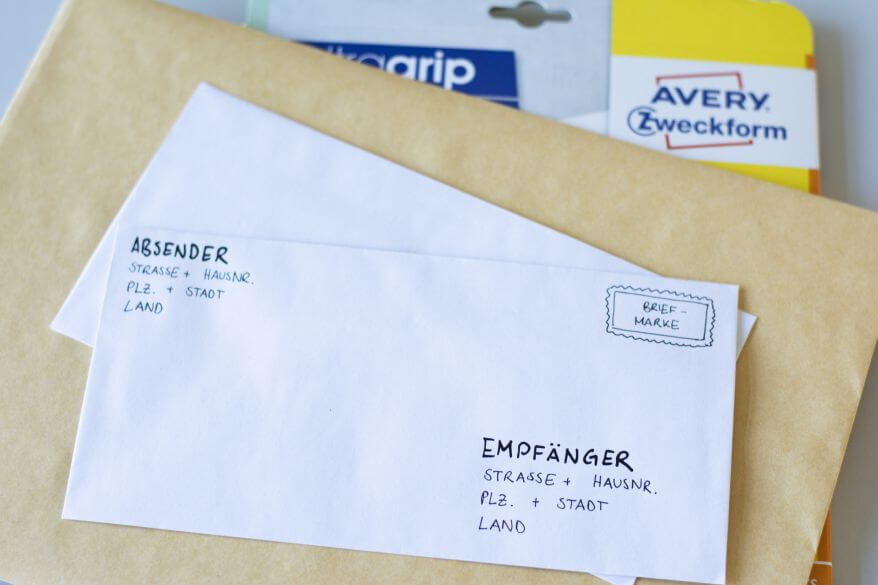 grip
AVERY
Zweckform
ABSENDER
STRASSE + HAUSNR.
PLZ. + STADT
LAND
BRIEF-
MARKE
EMPFÄNGER
STRASSE + HAUSNR.
PLZ. + STADT
LAND